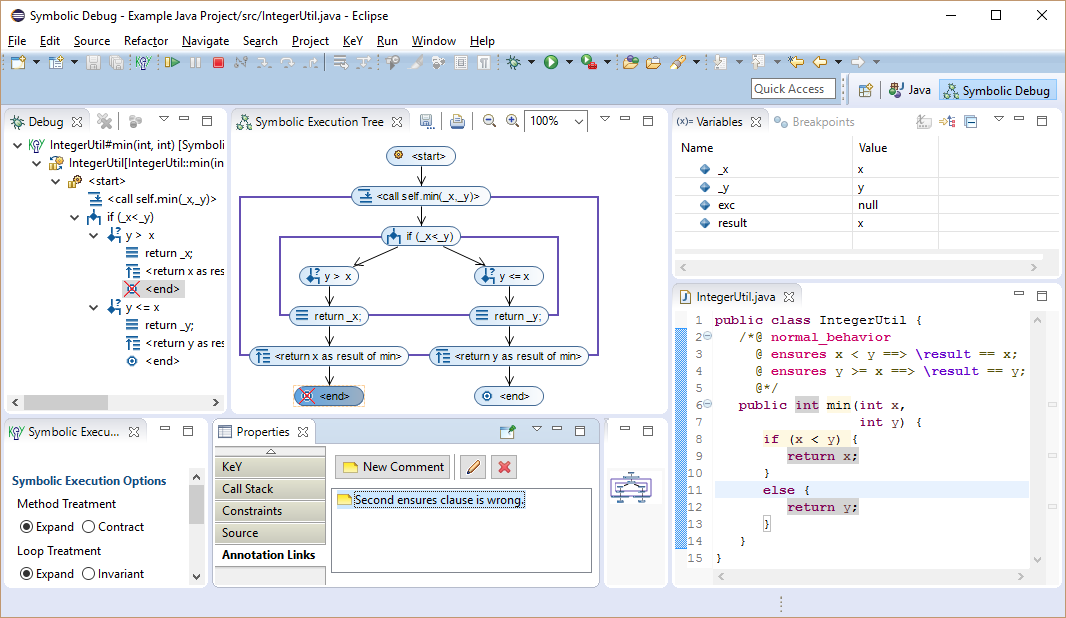 Symbolic Debug - Example Java Project/src/IntegerUtil.java - Eclipse
File Edit Source Refactor Navigate Search Project KeY Run Window Help
Quick Access Java Symbolic Debug
Debug
IntegerUtil#min(int, int) [Symboli
IntegerUtil[IntegerUtil::min(in
<start>
<call self.min(_x,_y)>
if (_x<_y)
y > x
return _x;
<return x as res
<end>
y <= x
return _y;
<return y as res
<end>
Symbolic Execution Tree
100%
<start>
<call self.min(_x,_y)>
if (_x<_y)
y > x y <= x
return _x; return _y;
<return x as result of min> <return y as result of min>
<end> <end>
(x)= Variables Breakpoints
Name Value
_x x
_y y
exc null
result x
IntegerUtil.java
1 public class IntegerUtil {
2 /*@ normal_behavior
3 @ ensures x < y ==> \result == x;
4 @ ensures y >= x ==> \result == y;
5 @*/
6 public int min(int x,
7 int y) {
8 if (x < y) {
9 return x;
10 }
11 else {
12 return y;
13 }
14 }
15 }
Symbolic Execu...
Symbolic Execution Options
Method Treatment
Expand Contract
Loop Treatment
Expand Invariant
Properties
KeY
Call Stack
Constraints
Source
Annotation Links
New Comment
Second ensures clause is wrong.